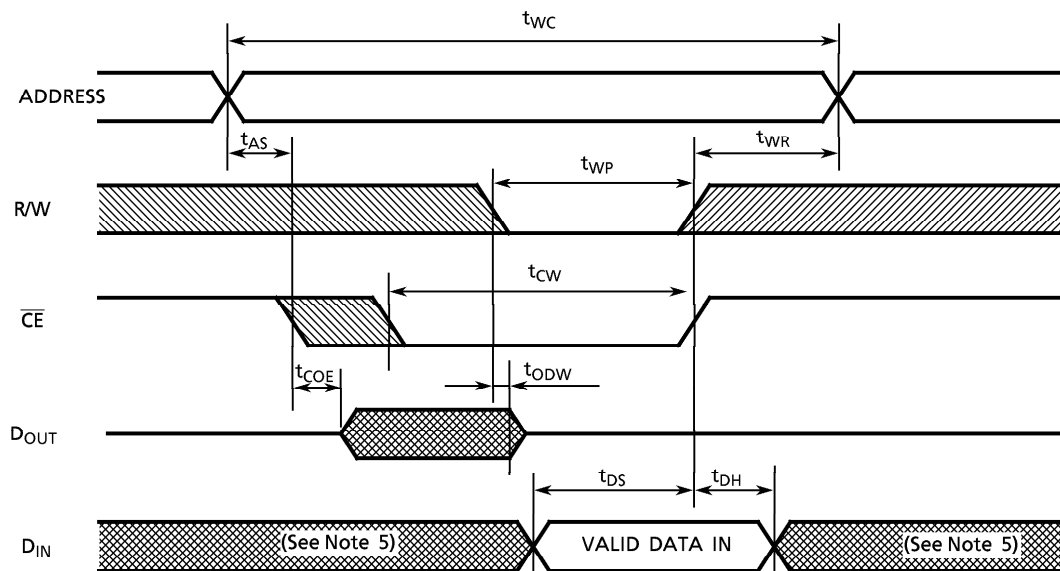 tWC
ADDRESS
tAS
tWR
tWP
R/W
tCW
CE
tCOE
tODW
DOUT
tDS
tDH
DIN
(See Note 5)
VALID DATA IN
(See Note 5)